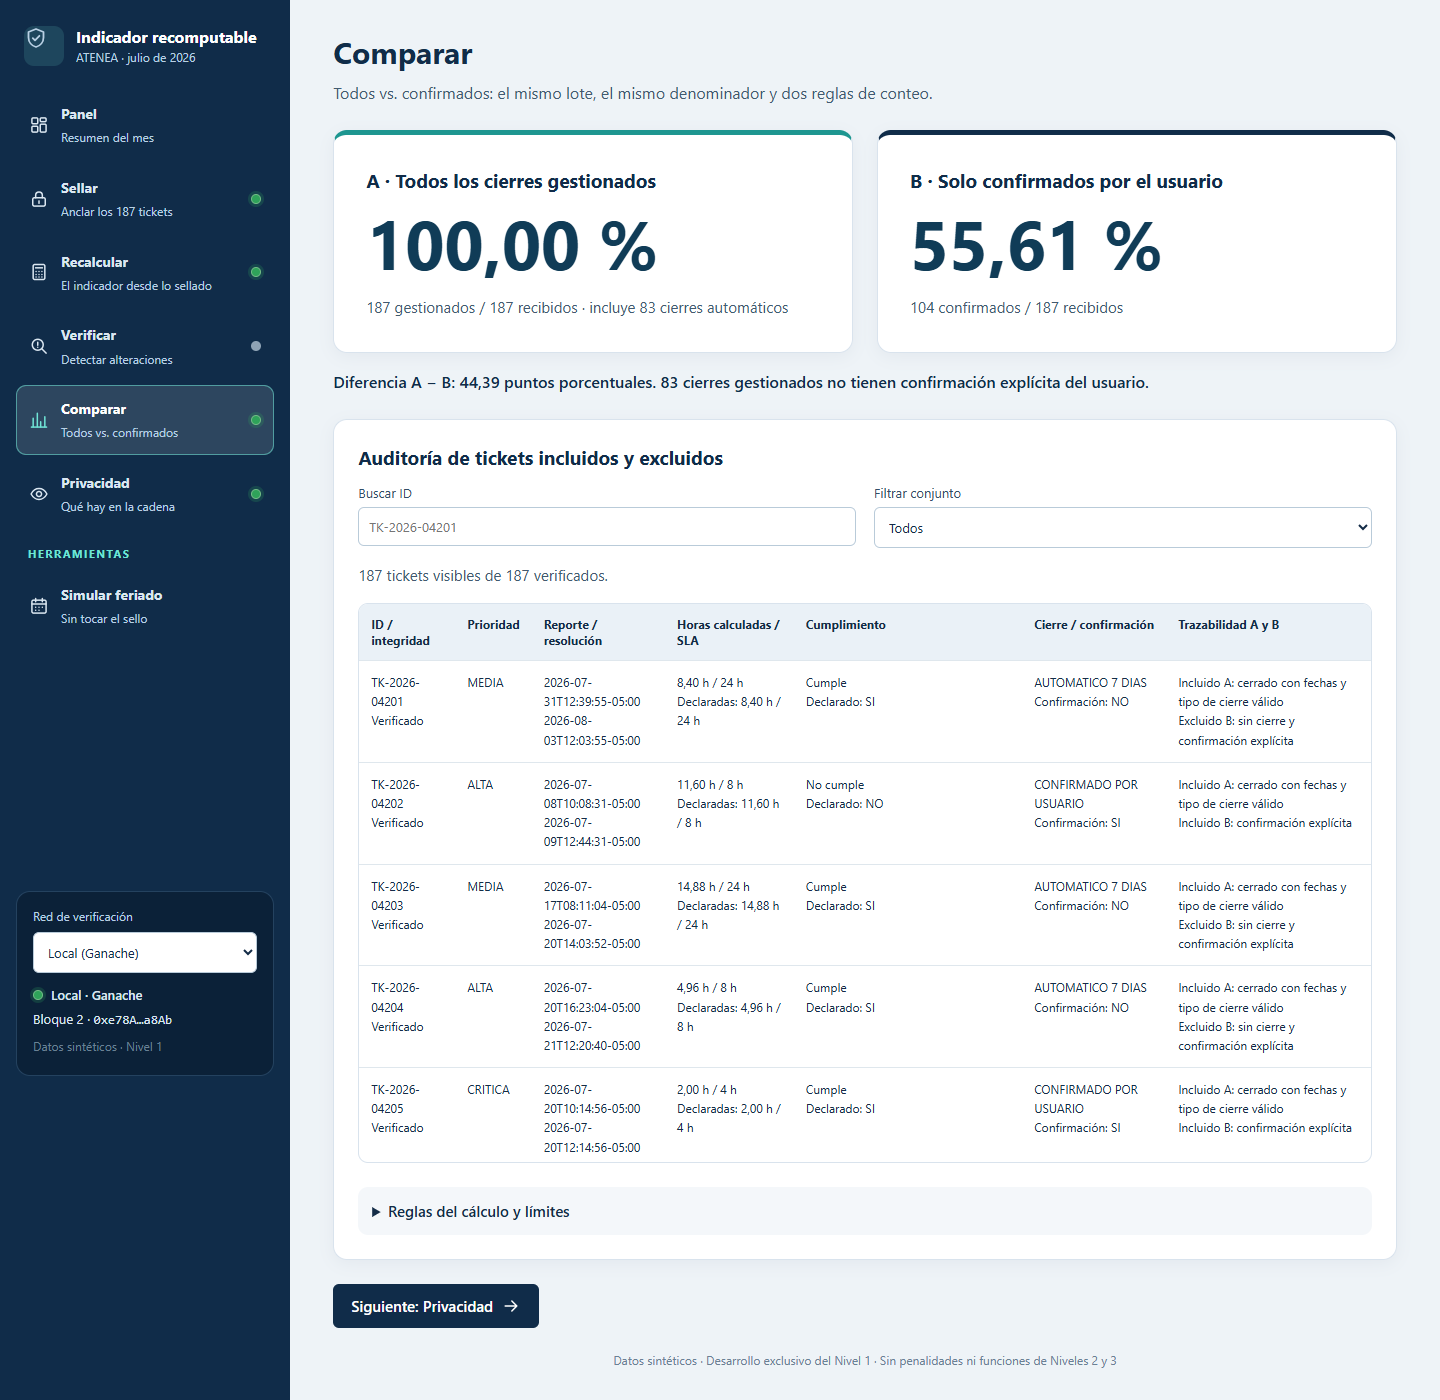 Indicador recomputable
ATENEA · julio de 2026
Panel
Resumen del mes
Sellar
Anclar los 187 tickets
Recalcular
El indicador desde lo sellado
Verificar
Detectar alteraciones
Comparar
Todos vs. confirmados
Privacidad
Qué hay en la cadena
HERRAMIENTAS
Simular feriado
Sin tocar el sello
Red de verificación
Local (Ganache)
Local · Ganache
Bloque 2 · 0xe78A…a8Ab
Datos sintéticos · Nivel 1
Comparar
Todos vs. confirmados: el mismo lote, el mismo denominador y dos reglas de conteo.
A · Todos los cierres gestionados
100,00 %
187 gestionados / 187 recibidos · incluye 83 cierres automáticos
B · Solo confirmados por el usuario
55,61 %
104 confirmados / 187 recibidos
Diferencia A − B: 44,39 puntos porcentuales. 83 cierres gestionados no tienen confirmación explícita del usuario.
Auditoría de tickets incluidos y excluidos
Buscar ID
TK-2026-04201
Filtrar conjunto
Todos
187 tickets visibles de 187 verificados.
ID /
integridad
Prioridad
Reporte /
resolución
Horas calculadas /
SLA
Cumplimiento
Cierre / confirmación
Trazabilidad A y B
TK-2026-
04201
Verificado
MEDIA
2026-07-
31T12:39:55-05:00
2026-08-
03T12:03:55-05:00
8,40 h / 24 h
Declaradas: 8,40 h /
24 h
Cumple
Declarado: SI
AUTOMATICO 7 DIAS
Confirmación: NO
Incluido A: cerrado con fechas y
tipo de cierre válido
Excluido B: sin cierre y
confirmación explícita
TK-2026-
04202
Verificado
ALTA
2026-07-
08T10:08:31-05:00
2026-07-
09T12:44:31-05:00
11,60 h / 8 h
Declaradas: 11,60 h
/ 8 h
No cumple
Declarado: NO
CONFIRMADO POR
USUARIO
Confirmación: SI
Incluido A: cerrado con fechas y
tipo de cierre válido
Incluido B: confirmación explícita
TK-2026-
04203
Verificado
MEDIA
2026-07-
17T08:11:04-05:00
2026-07-
20T14:03:52-05:00
14,88 h / 24 h
Declaradas: 14,88 h
/ 24 h
Cumple
Declarado: SI
AUTOMATICO 7 DIAS
Confirmación: NO
Incluido A: cerrado con fechas y
tipo de cierre válido
Excluido B: sin cierre y
confirmación explícita
TK-2026-
04204
Verificado
ALTA
2026-07-
20T16:23:04-05:00
2026-07-
21T12:20:40-05:00
4,96 h / 8 h
Declaradas: 4,96 h /
8 h
Cumple
Declarado: SI
AUTOMATICO 7 DIAS
Confirmación: NO
Incluido A: cerrado con fechas y
tipo de cierre válido
Excluido B: sin cierre y
confirmación explícita
TK-2026-
04205
Verificado
CRITICA
2026-07-
20T10:14:56-05:00
2026-07-
20T12:14:56-05:00
2,00 h / 4 h
Declaradas: 2,00 h /
4 h
Cumple
Declarado: SI
CONFIRMADO POR
USUARIO
Confirmación: SI
Incluido A: cerrado con fechas y
tipo de cierre válido
Incluido B: confirmación explícita
Reglas del cálculo y límites
Siguiente: Privacidad
Datos sintéticos · Desarrollo exclusivo del Nivel 1 · Sin penalidades ni funciones de Niveles 2 y 3